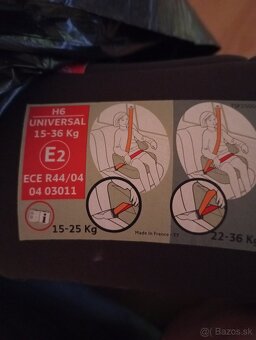 H6
UNIVERSAL
15-36 Kg
E2
ECE R44/04
04 03011
15-25 Kg
Made in France
22-36 Kg
bazar.sk